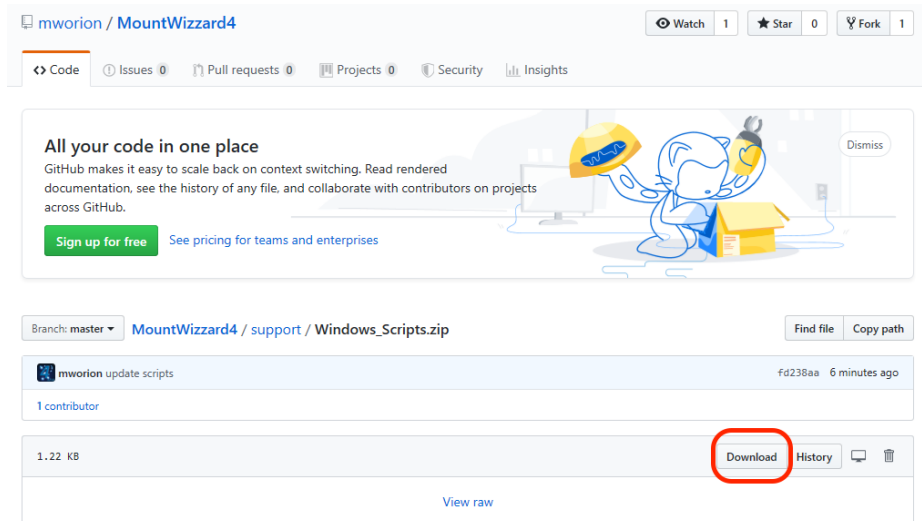 mworion / MountWizzard4
Watch 1 Star 0 Fork 1
Code Issues 0 Pull requests 0 Projects 0 Security Insights
All your code in one place
GitHub makes it easy to scale back on context switching. Read rendered
documentation, see the history of any file, and collaborate with contributors on projects
across GitHub.
Dismiss
Sign up for free See pricing for teams and enterprises
Branch: master MountWizzard4 / support / Windows_Scripts.zip Find file Copy path
mworion update scripts fd238aa 6 minutes ago
1 contributor
1.22 KB Download History
View raw